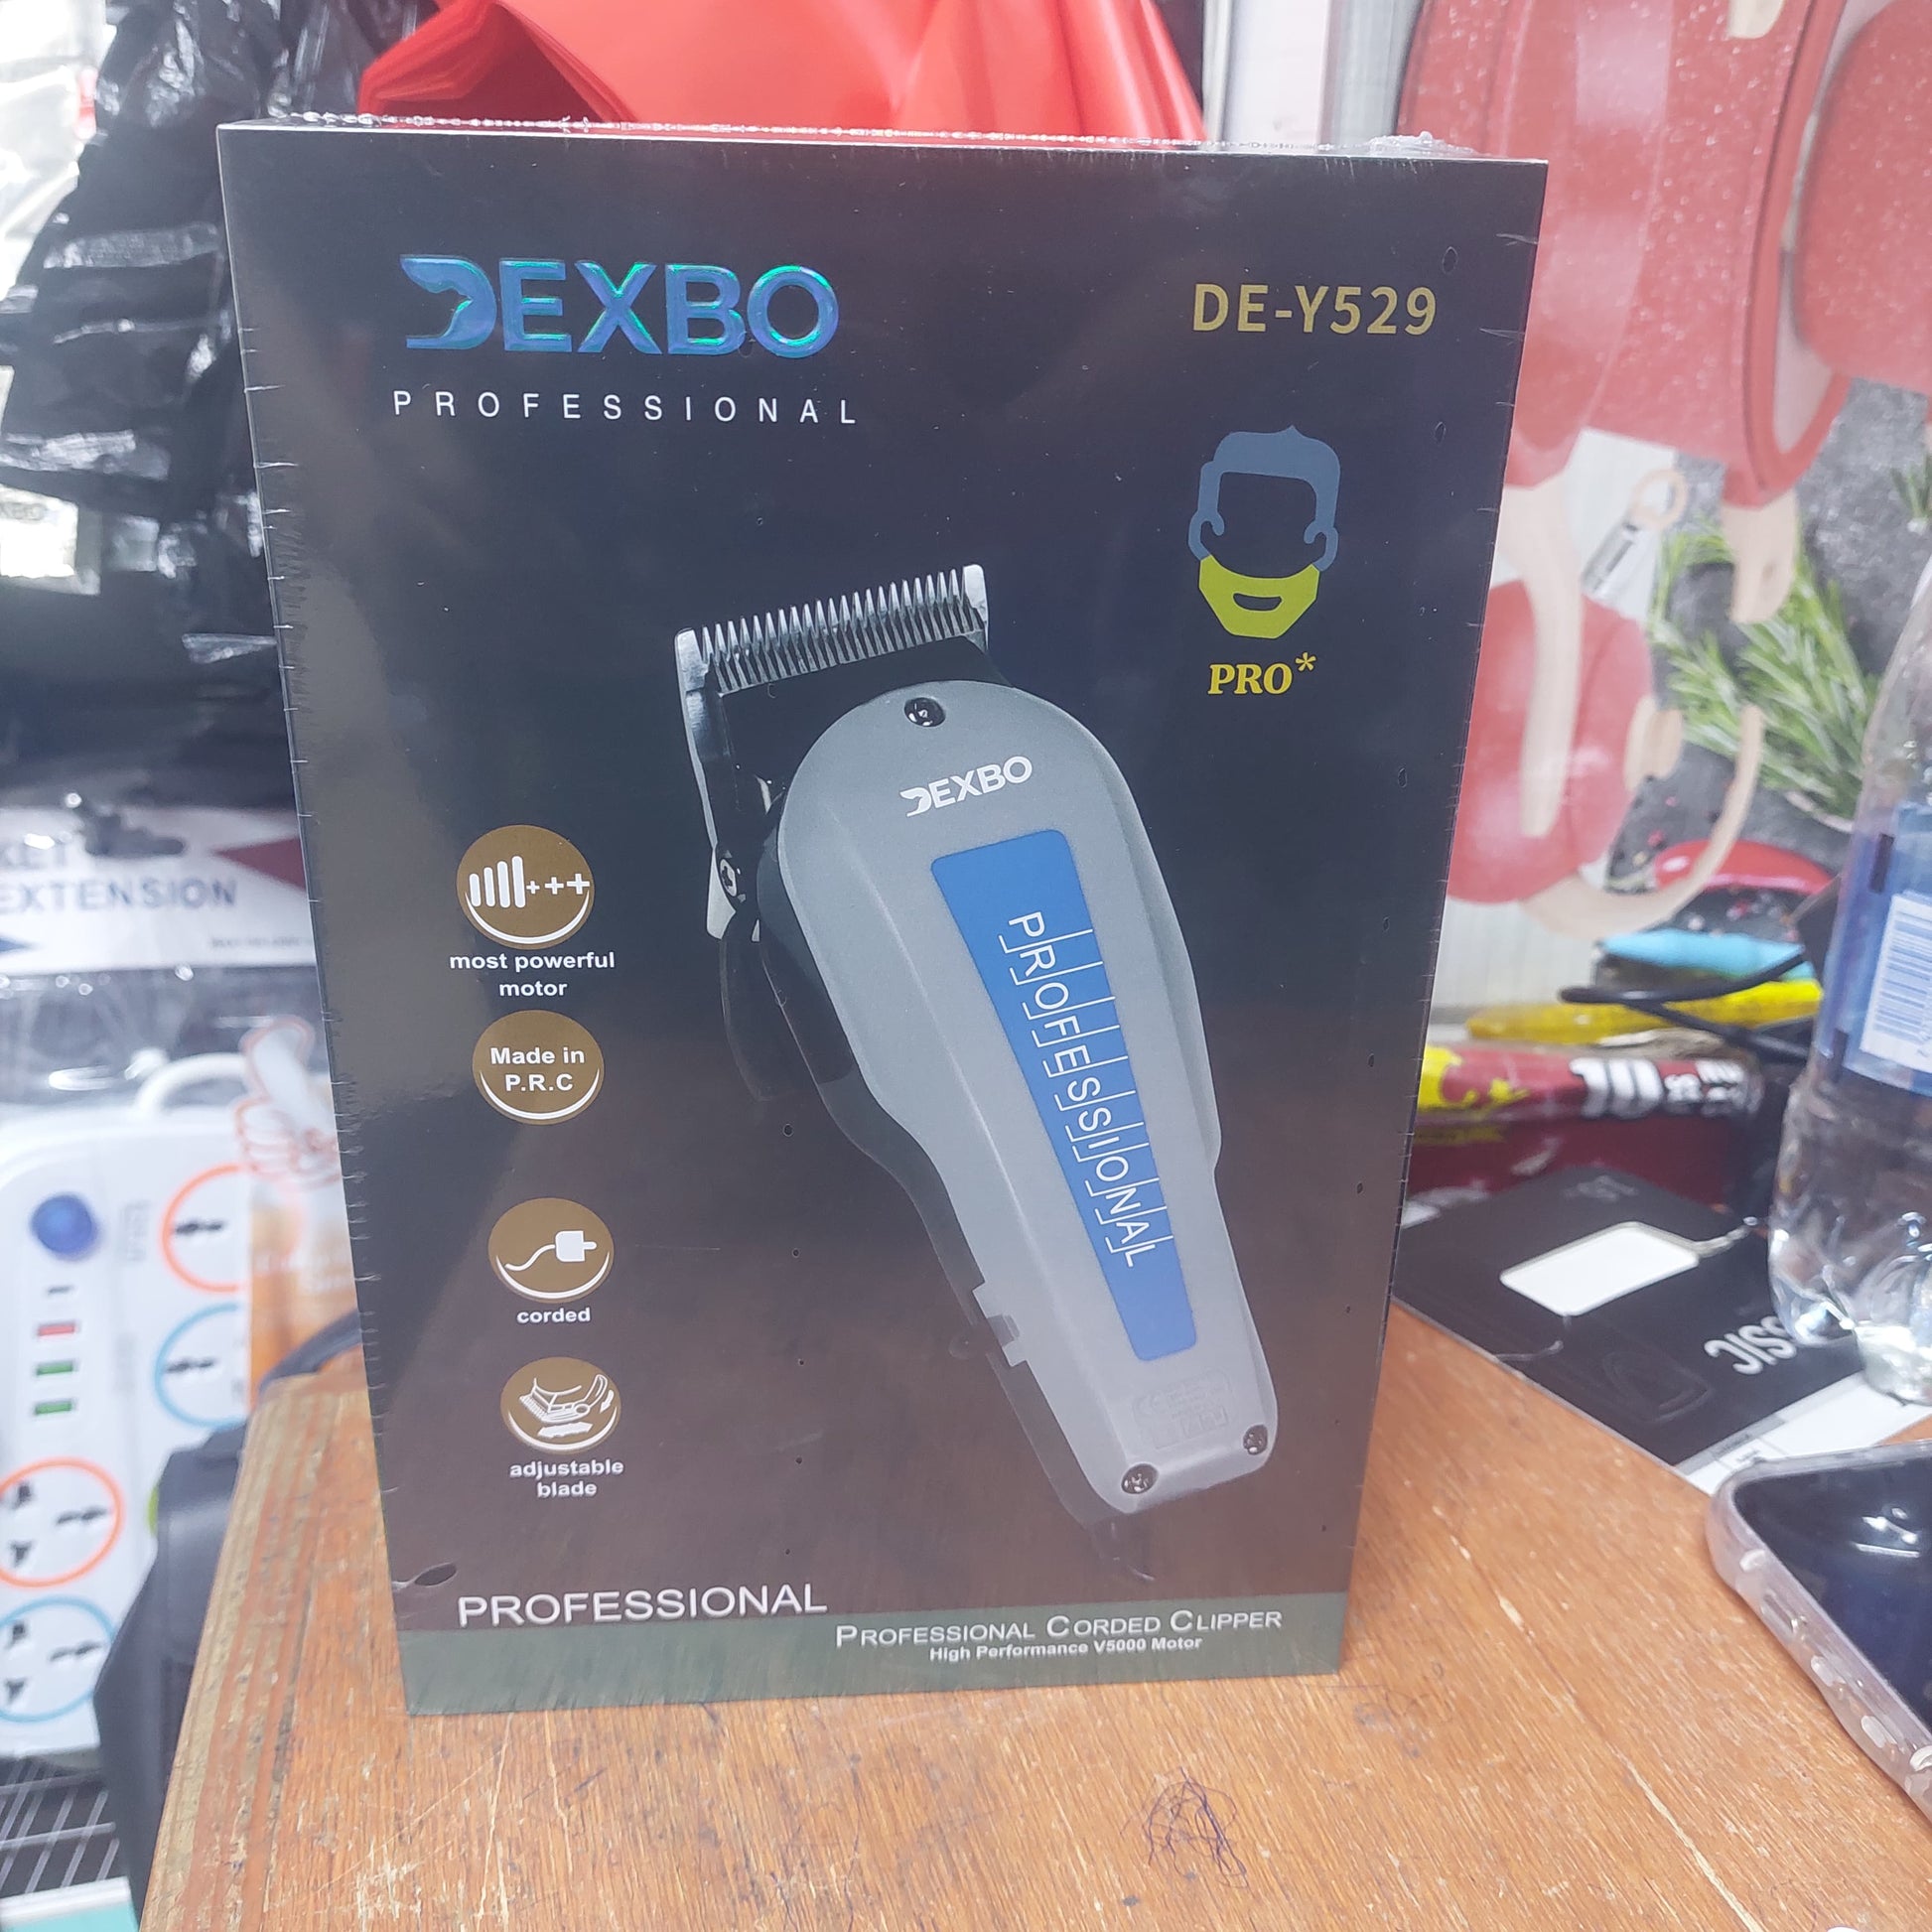 DEXBO
PROFESSIONAL
DE-Y529
PRO*
DEXBO
PROFESSIONAL
+++
most powerful
motor
Made in
P.R.C
corded
adjustable
blade
PROFESSIONAL
PROFESSIONAL CORDED CLIPPER
High Performance V5000 Motor
EXTENSION
10